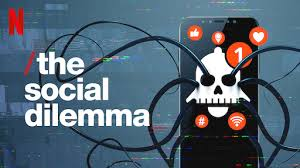 N
/the
social
dilemma
1
#